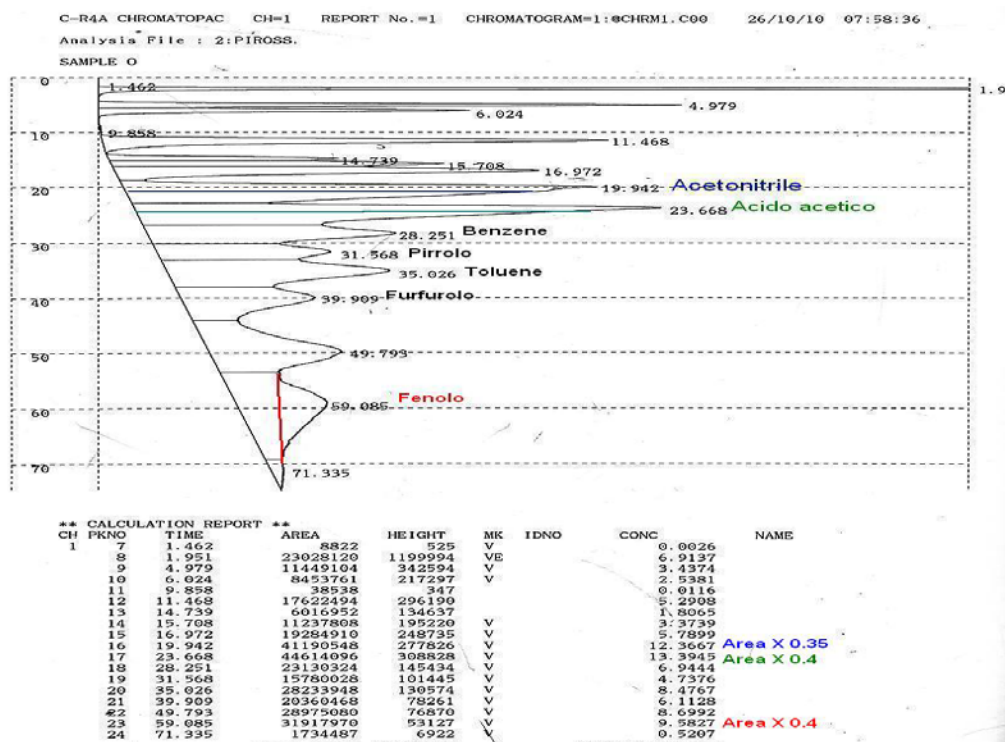 C-R4A CHROMATOPAC CH=1 REPORT No.=1 CHROMATOGRAM=1:@CHRM1.C00 26/10/10 07:58:36
Analysis File : 2:PIROSS.
SAMPLE O
0
1.462
1.9
4.979
6.024
10
9.858
11.468
14.739
15.708
16.972
20
19.942 Acetonitrile
23.668 Acido acetico
28.251 Benzene
30
31.568 Pirrolo
35.026 Toluene
40
39.909 Furfurolo
50
49.793
59.085 Fenolo
60
70
71.335
** CALCULATION REPORT **
CH PKNO TIME AREA HEIGHT MK IDNO CONC NAME
1 7 1.462 8822 525 V 0.0026
8 1.951 23028120 1199994 VE 6.9137
9 4.979 11449104 342594 V 3.4374
10 6.024 8453761 217297 V 2.5381
11 9.858 38538 347 0.0116
12 11.468 17622494 296190 5.2908
13 14.739 6016952 134637 1.8065
14 15.708 11237808 195220 V 3.3739
15 16.972 19284910 248735 V 5.7899
16 19.942 41190548 277826 V 12.3667 Area X 0.35
17 23.668 44614096 308828 V 13.3945 Area X 0.4
18 28.251 23130324 145434 V 6.9444
19 31.568 15780028 101445 V 4.7376
20 35.026 28233948 130574 V 8.4767
21 39.909 20360468 78261 V 6.1128
22 49.793 28975080 76870 V 8.6992
23 59.085 31917970 53127 V 9.5827 Area X 0.4
24 71.335 1734487 6922 V 0.5207